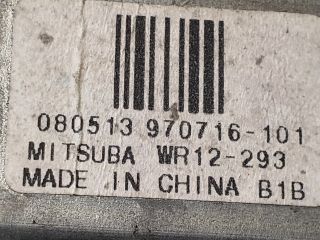 080513 970716-101
MITSUBA WR12-293
MADE IN CHINA B1B